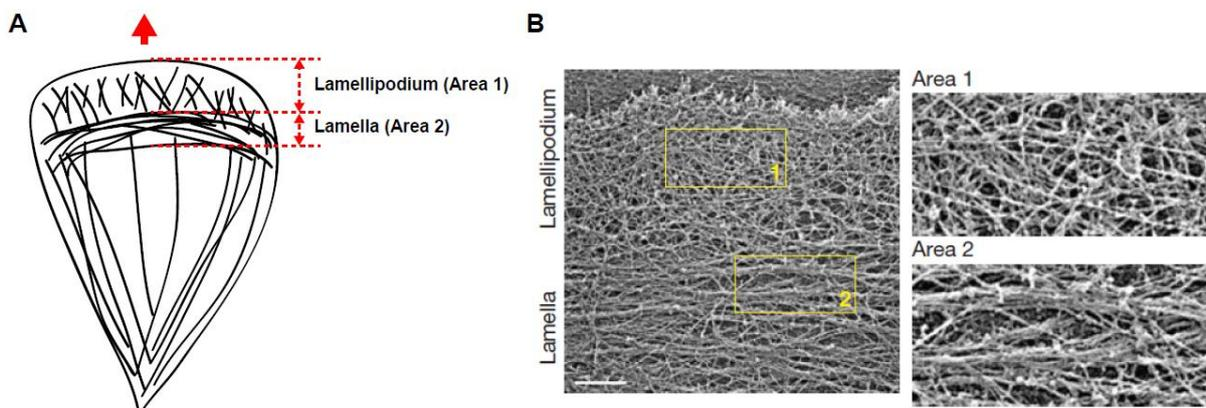 A
Lamellipodium (Area 1)
Lamella (Area 2)
B
Lamellipodium
Lamella
1
2
Area 1
Area 2